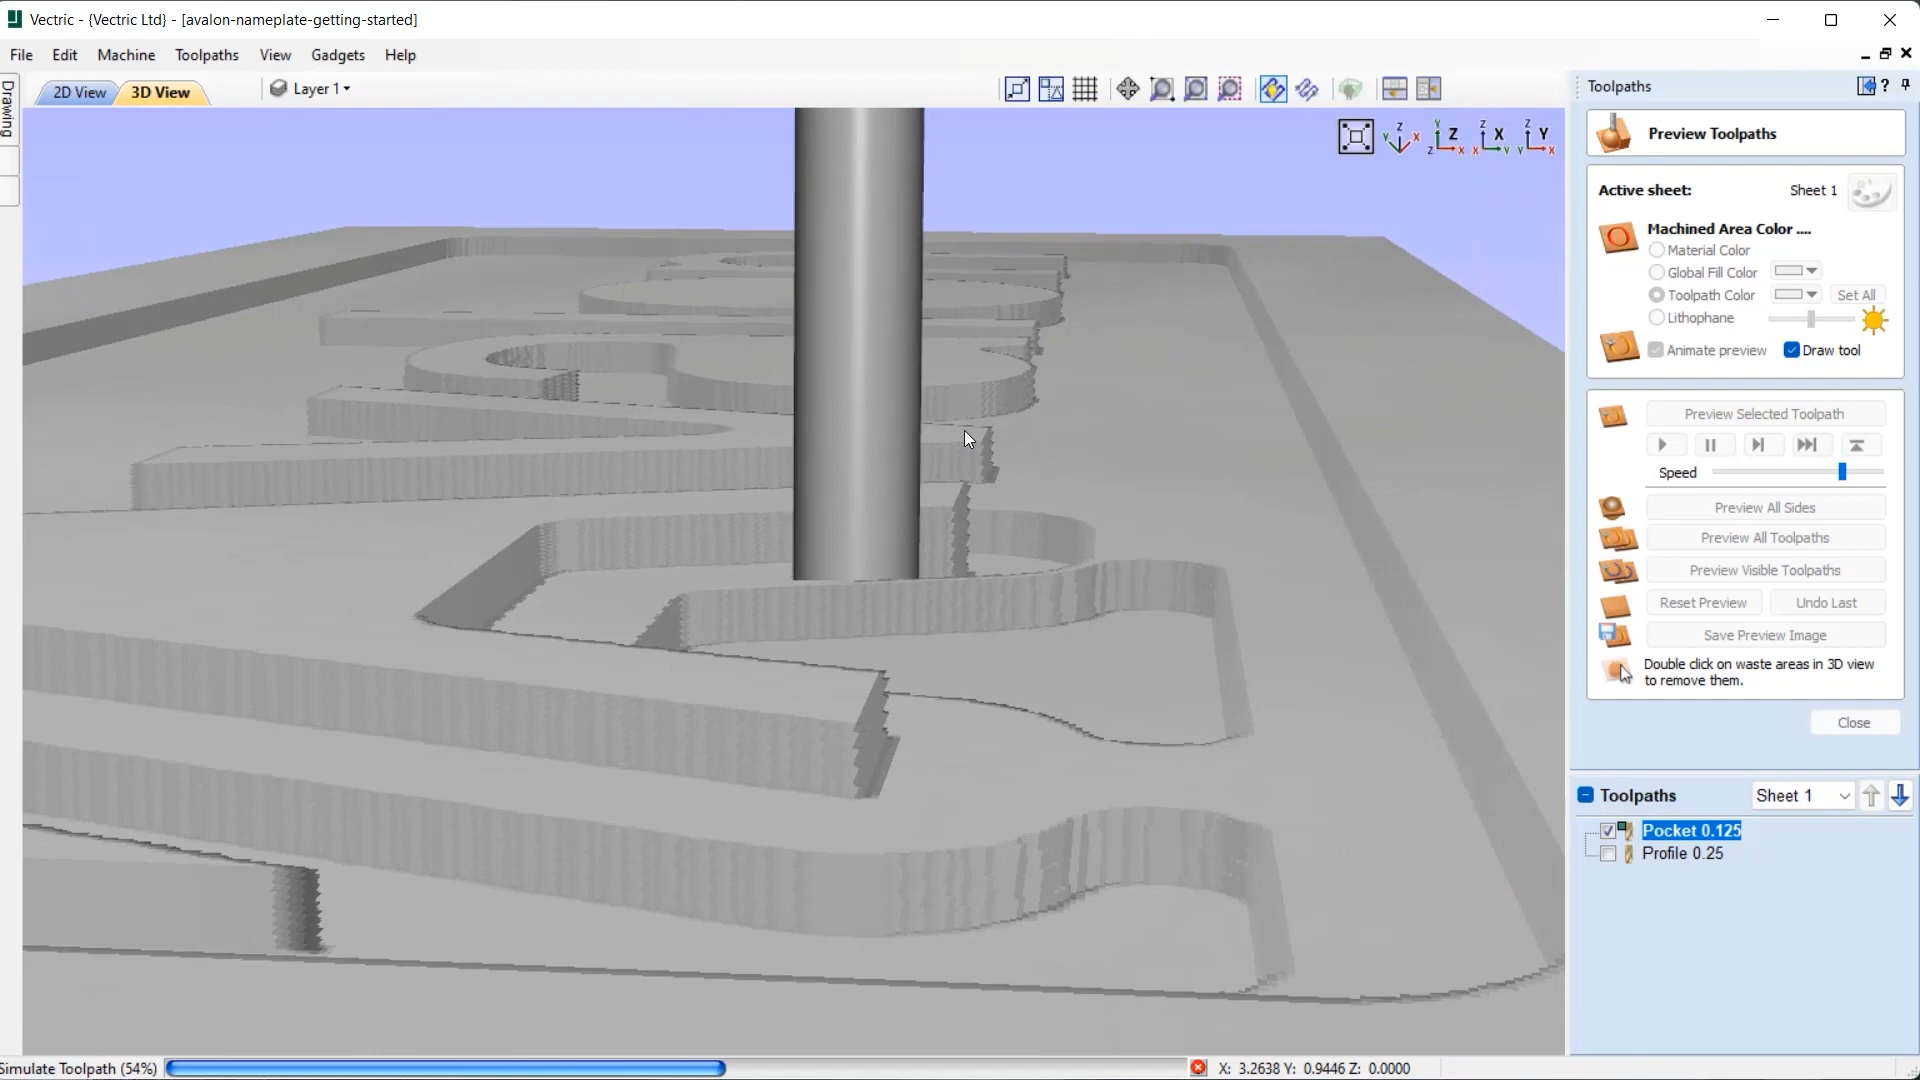 Vectric - {Vectric Ltd} - [avalon-nameplate-getting-started]
File Edit Machine Toolpaths View Gadgets Help
Drawing
2D View 3D View Layer 1
Toolpaths ?
Z Y X
Y Z Z X
Z X X Y
Z Y Y X
Preview Toolpaths
Active sheet: Sheet 1
Machined Area Color ....
Material Color
Global Fill Color
Toolpath Color Set All
Lithophane
Animate preview Draw tool
Preview Selected Toolpath
Speed
Preview All Sides
Preview All Toolpaths
Preview Visible Toolpaths
Reset Preview Undo Last
Save Preview Image
Double click on waste areas in 3D view
to remove them.
Close
Toolpaths Sheet 1
Pocket 0.125
Profile 0.25
Simulate Toolpath (54%) X: 3.2638 Y: 0.9446 Z: 0.0000